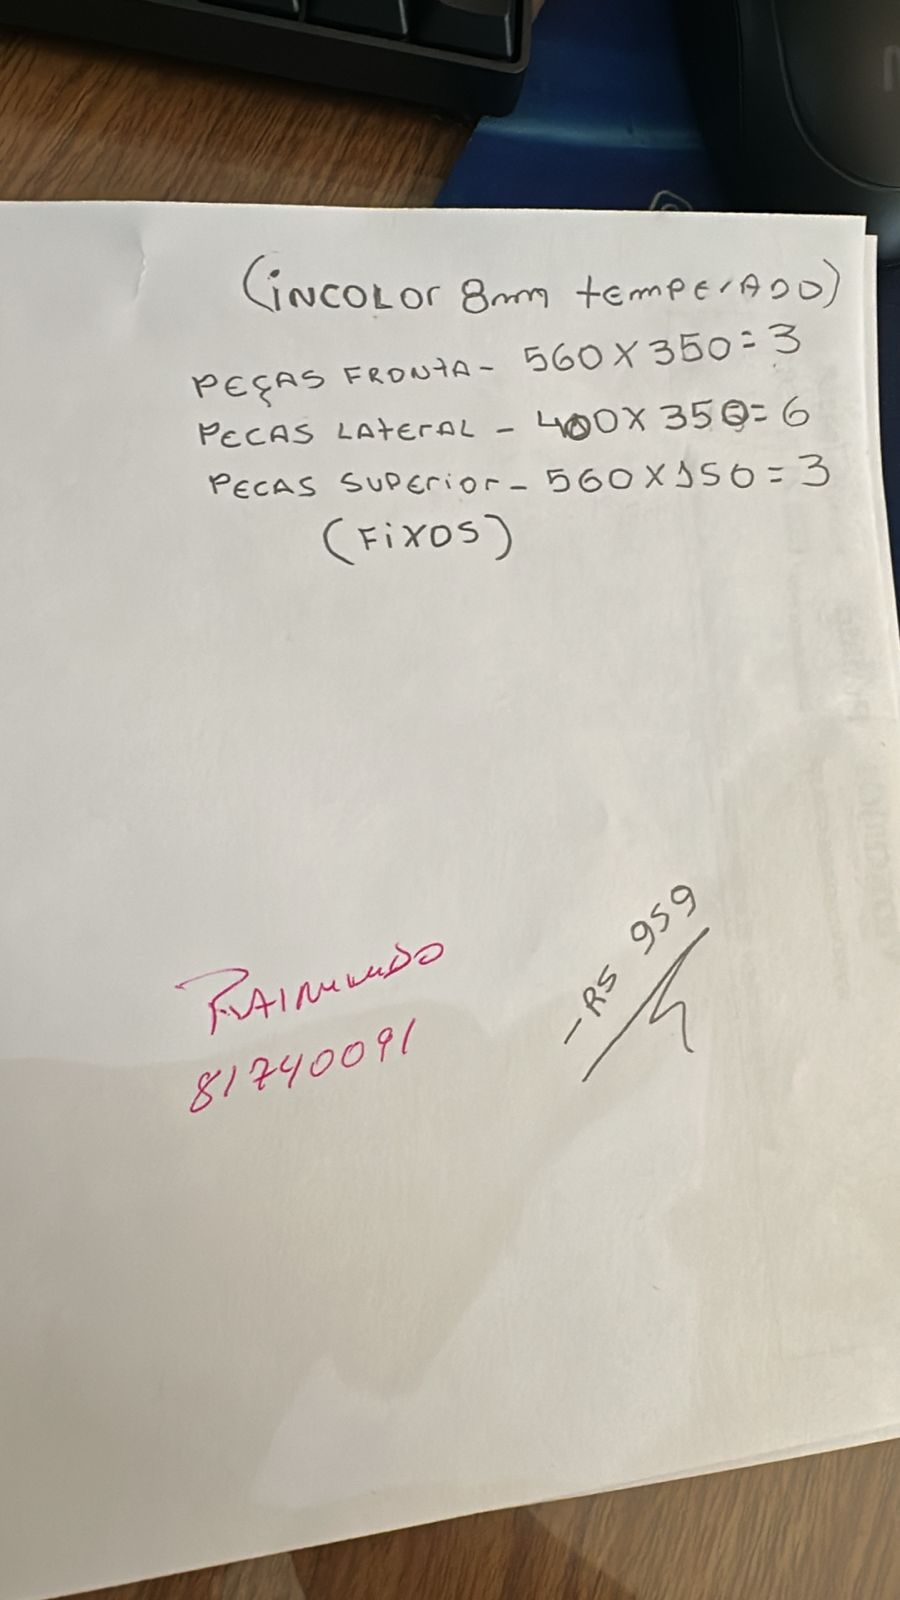 (iNCOLOr 8mm temPErADO)
PEÇAS FRONtA - 560 X 350 = 3
PECAS LAtErAL - 400 X 350 = 6
PECAS SUPErior - 560 X 150 = 3
(FiXOS)
RAIMUNDO
81740091
- RS 959